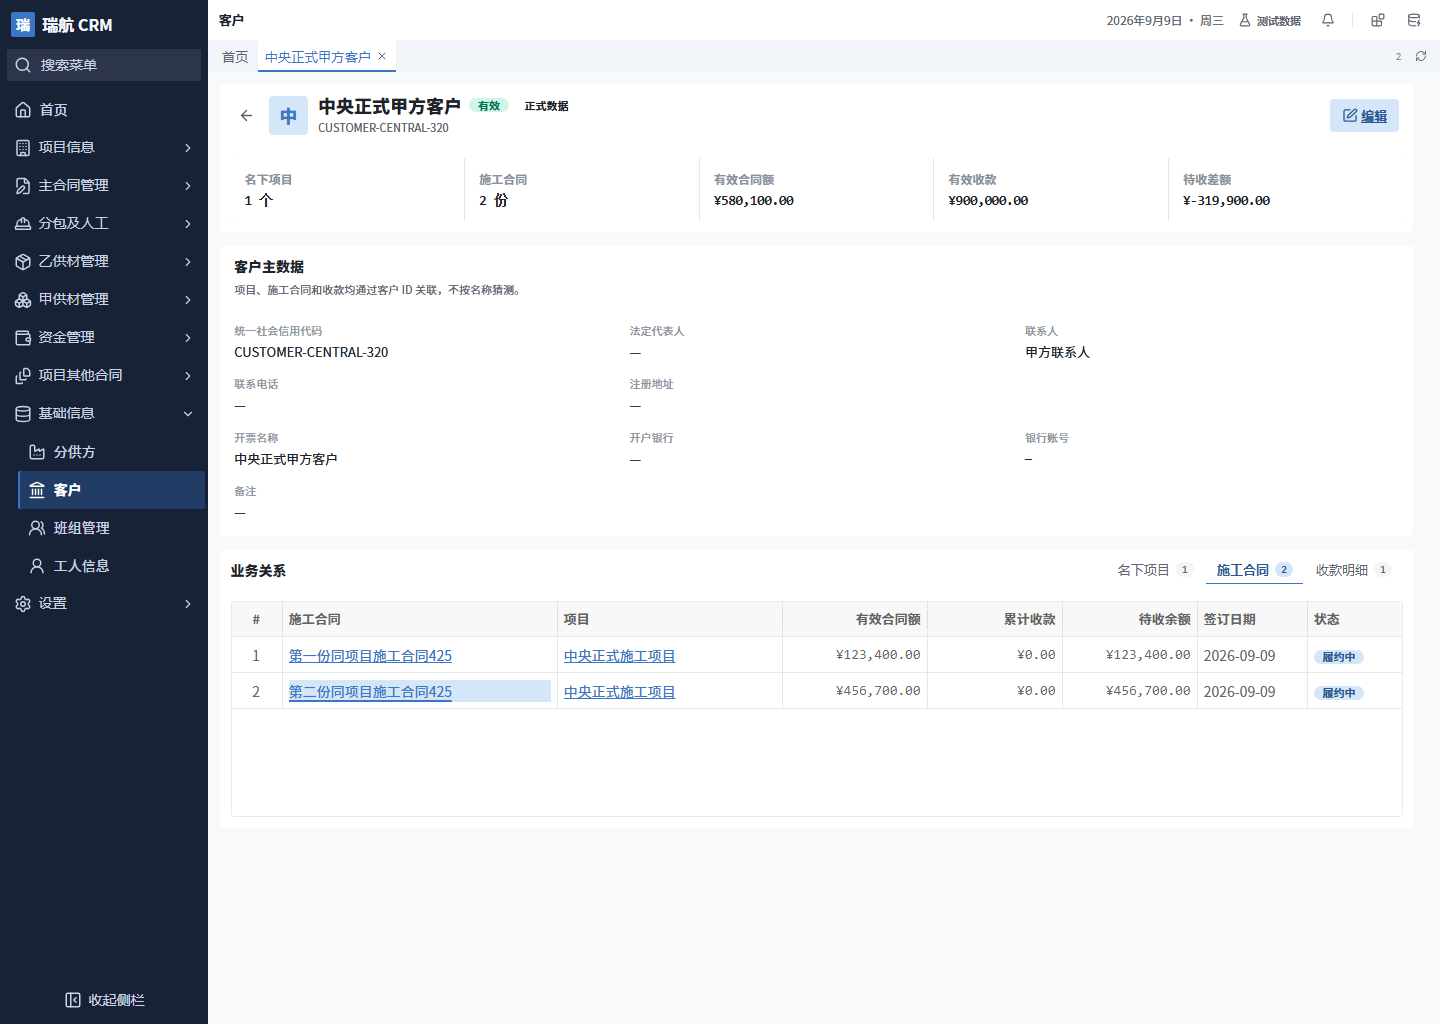 瑞 瑞航 CRM
搜索菜单
首页
项目信息
主合同管理
分包及人工
乙供材管理
甲供材管理
资金管理
项目其他合同
基础信息
分供方
客户
班组管理
工人信息
设置
收起侧栏
客户
2026年9月9日 • 周三 测试数据
首页 中央正式甲方客户 2
中 中央正式甲方客户 有效 正式数据
CUSTOMER-CENTRAL-320
编辑
名下项目 施工合同 有效合同额 有效收款 待收差额
1 个 2 份 ¥580,100.00 ¥900,000.00 ¥-319,900.00
客户主数据
项目、施工合同和收款均通过客户 ID 关联，不按名称猜测。
统一社会信用代码 法定代表人 联系人
CUSTOMER-CENTRAL-320 — 甲方联系人
联系电话 注册地址
— —
开票名称 开户银行 银行账号
中央正式甲方客户 — –
备注
—
业务关系 名下项目 1 施工合同 2 收款明细 1
# 施工合同 项目 有效合同额 累计收款 待收余额 签订日期 状态
1 第一份同项目施工合同425 中央正式施工项目 ¥123,400.00 ¥0.00 ¥123,400.00 2026-09-09 履约中
2 第二份同项目施工合同425 中央正式施工项目 ¥456,700.00 ¥0.00 ¥456,700.00 2026-09-09 履约中